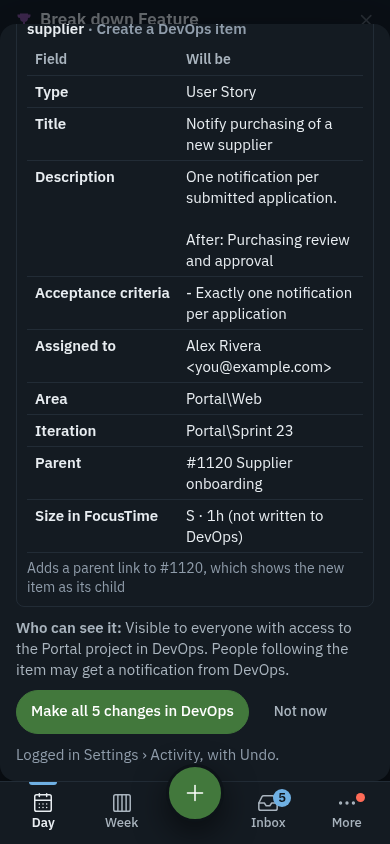 Break down Feature
supplier · Create a DevOps item
Field Will be
Type User Story
Title Notify purchasing of a
new supplier
Description One notification per
submitted application.
After: Purchasing review
and approval
Acceptance criteria - Exactly one notification
per application
Assigned to Alex Rivera
<you@example.com>
Area Portal\Web
Iteration Portal\Sprint 23
Parent #1120 Supplier
onboarding
Size in FocusTime S · 1h (not written to
DevOps)
Adds a parent link to #1120, which shows the new
item as its child
Who can see it: Visible to everyone with access to
the Portal project in DevOps. People following the
item may get a notification from DevOps.
Make all 5 changes in DevOps Not now
Logged in Settings › Activity, with Undo.
5
Day Week Inbox More